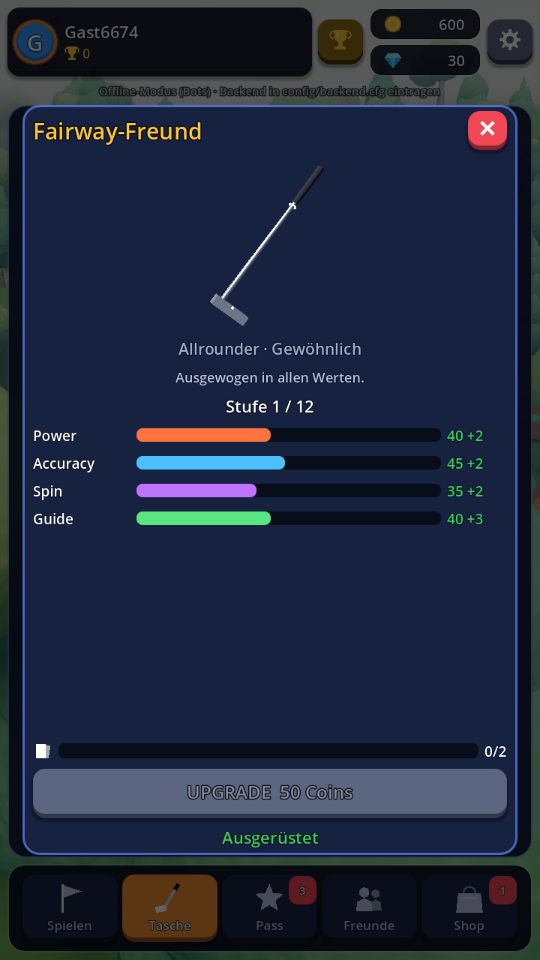 G
Gast6674
0
600
30
Offline-Modus (Bots) · Backend in config/backend.cfg eintragen
Fairway-Freund
Allrounder · Gewöhnlich
Ausgewogen in allen Werten.
Stufe 1 / 12
Power 40 +2
Accuracy 45 +2
Spin 35 +2
Guide 40 +3
0/2
UPGRADE 50 Coins
Ausgerüstet
3
1
Spielen Tasche Pass Freunde Shop